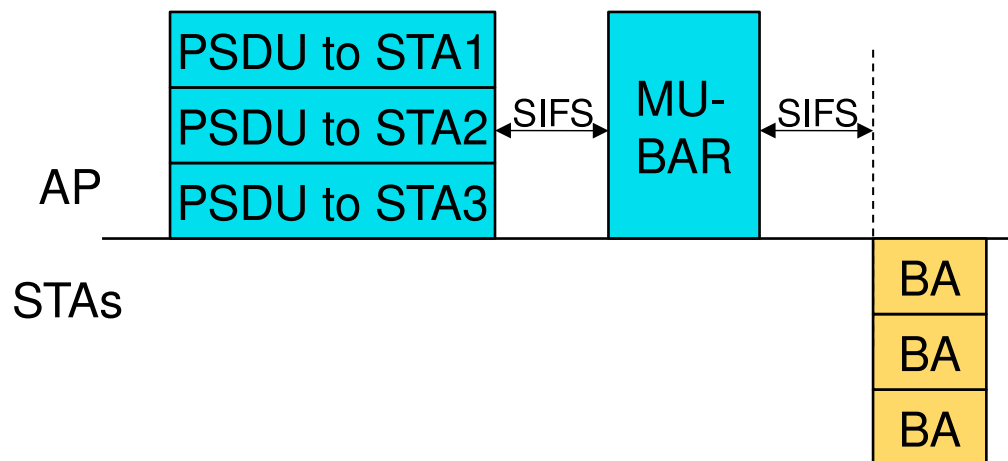 PSDU to STA1
PSDU to STA2
PSDU to STA3
SIFS
MU-
BAR
SIFS
AP
STAs
BA
BA
BA